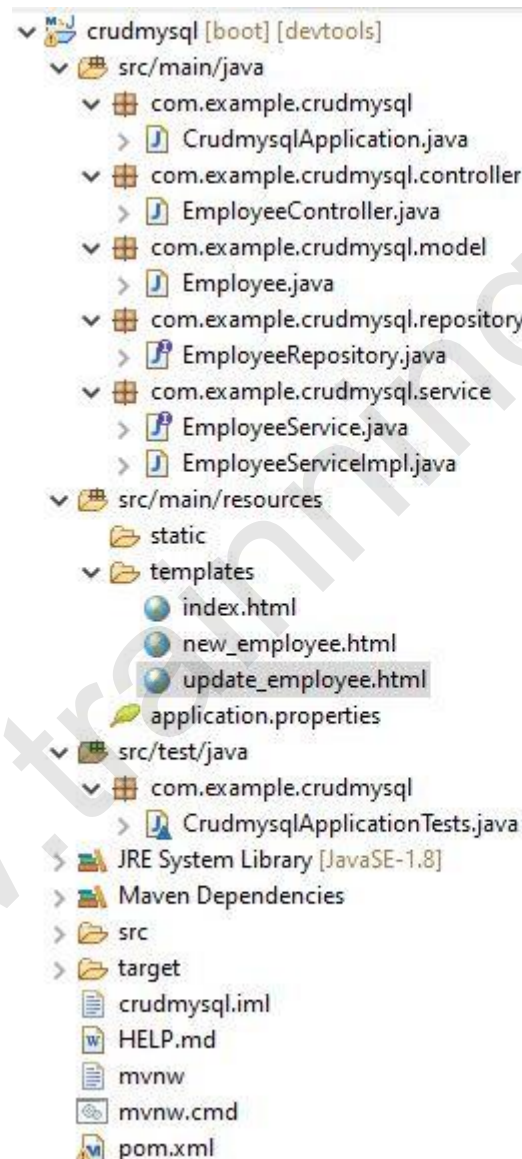 crudmysql [boot] [devtools]
src/main/java
com.example.crudmysql
CrudmysqlApplication.java
com.example.crudmysql.controller
EmployeeController.java
com.example.crudmysql.model
Employee.java
com.example.crudmysql.repository
EmployeeRepository.java
com.example.crudmysql.service
EmployeeService.java
EmployeeServiceImpl.java
src/main/resources
static
templates
index.html
new_employee.html
update_employee.html
application.properties
src/test/java
com.example.crudmysql
CrudmysqlApplicationTests.java
JRE System Library [JavaSE-1.8]
Maven Dependencies
src
target
crudmysql.iml
HELP.md
mvnw
mvnw.cmd
pom.xml